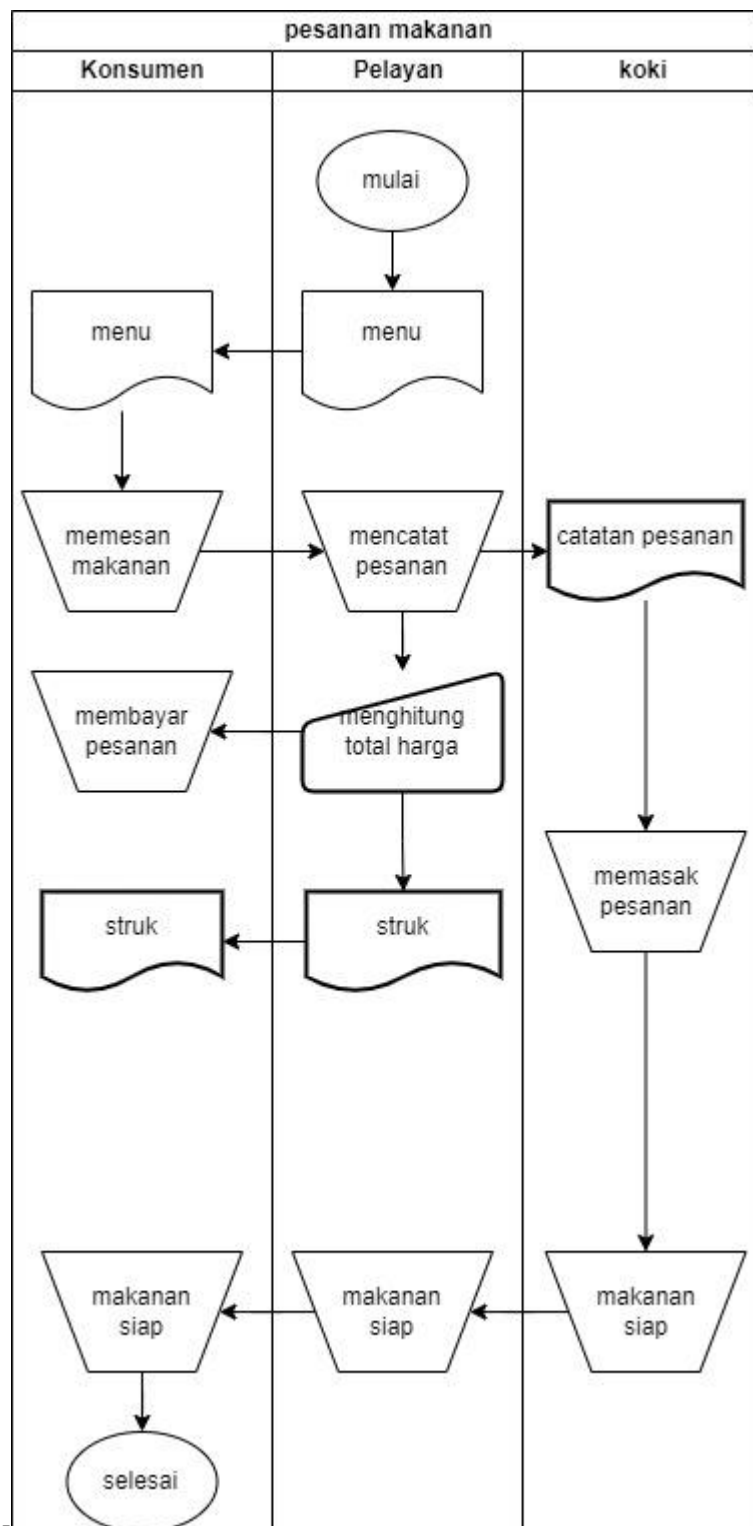 pesanan makanan
Konsumen
Pelayan
koki
mulai
menu
menu
memesan
makanan
mencatat
pesanan
catatan pesanan
membayar
pesanan
menghitung
total harga
memasak
pesanan
struk
struk
makanan
siap
makanan
siap
makanan
siap
selesai